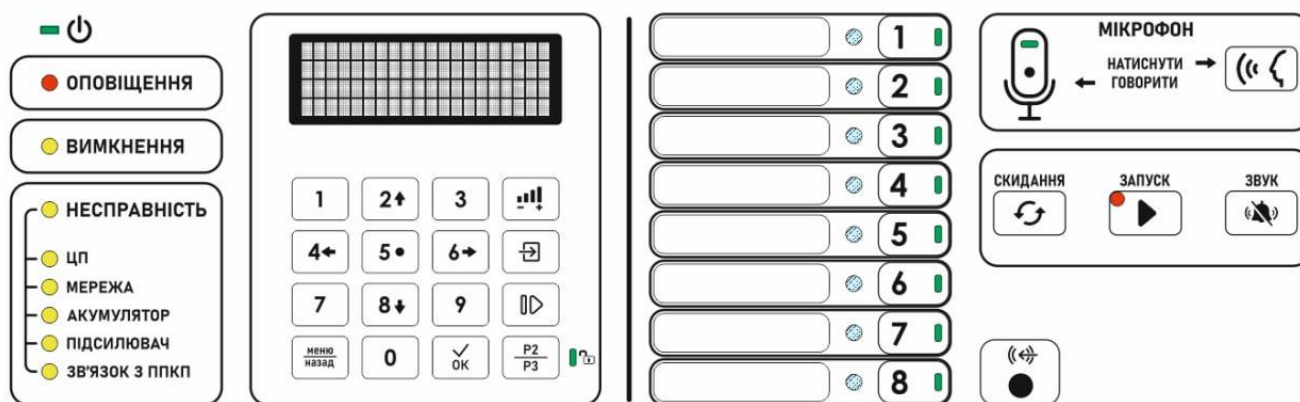 ОПОВІЩЕННЯ
ВИМКНЕННЯ
НЕСПРАВНІСТЬ
ЦП
МЕРЕЖА
АКУМУЛЯТОР
ПІДСИЛЮВАЧ
ЗВ'ЯЗОК З ППКП
1 2 3 - +
4 5 6
7 8 9
меню
назад
0
OK
P2
P3
1
2
3
4
5
6
7
8
МІКРОФОН
НАТИСНУТИ
ГОВОРИТИ
СКИДАННЯ ЗАПУСК ЗВУК